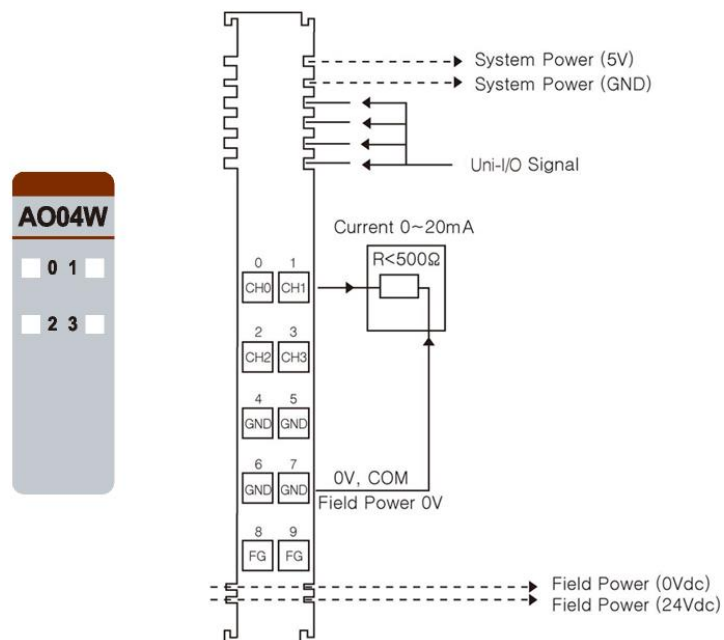 System Power (5V)
System Power (GND)
Uni-I/O Signal
AO04W
0 1
2 3
Current 0~20mA
R<500Ω
0 1
CH0 CH1
2 3
CH2 CH3
4 5
GND GND
6 7
GND GND
0V, COM
Field Power 0V
8 9
FG FG
Field Power (0Vdc)
Field Power (24Vdc)